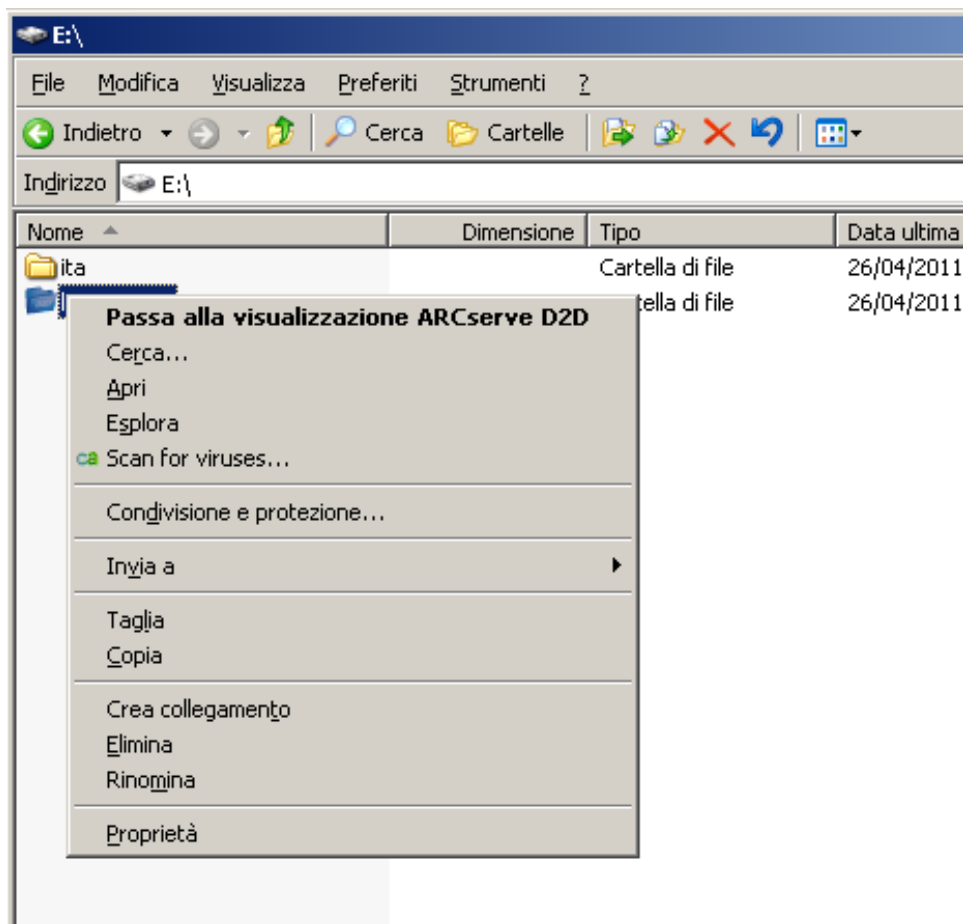 E:\
File Modifica Visualizza Preferiti Strumenti ?
Indietro Cerca Cartelle
Indirizzo E:\
Nome Dimensione Tipo Data ultima
ita Cartella di file 26/04/2011
tella di file 26/04/2011
Passa alla visualizzazione ARCserve D2D
Cerca...
Apri
Esplora
ca Scan for viruses...
Condivisione e protezione...
Invia a
Taglia
Copia
Crea collegamento
Elimina
Rinomina
Proprietà